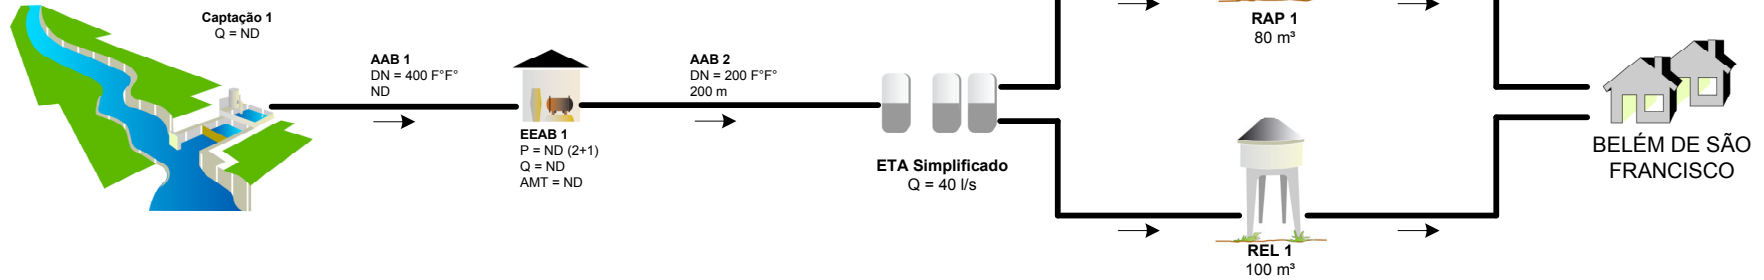 Captação 1
Q = ND
AAB 1
DN = 400 F°F°
ND
EEAB 1
P = ND (2+1)
Q = ND
AMT = ND
AAB 2
DN = 200 F°F°
200 m
ETA Simplificado
Q = 40 l/s
RAP 1
80 m³
REL 1
100 m³
BELÉM DE SÃO
FRANCISCO